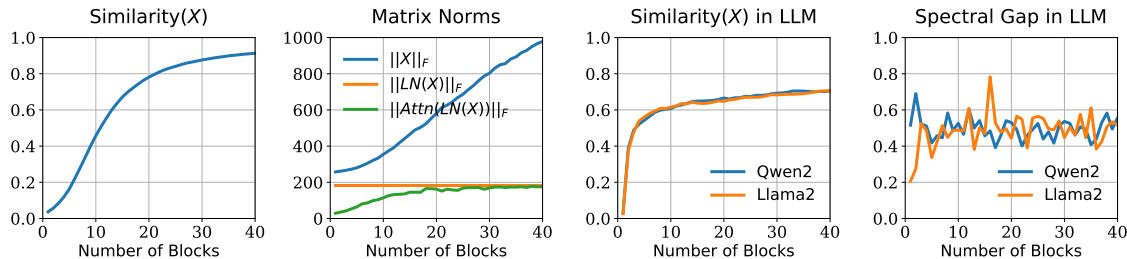 Similarity(X)
1.0
0.8
0.6
0.4
0.2
0.0
0 10 20 30 40
Number of Blocks
Matrix Norms
1000
800
600
400
200
0
||X||F
||LN(X)||F
||Attn(LN(X))||F
0 10 20 30 40
Number of Blocks
Similarity(X) in LLM
1.0
0.8
0.6
0.4
0.2
0.0
Qwen2
Llama2
0 10 20 30 40
Number of Blocks
Spectral Gap in LLM
1.0
0.8
0.6
0.4
0.2
0.0
Qwen2
Llama2
0 10 20 30 40
Number of Blocks